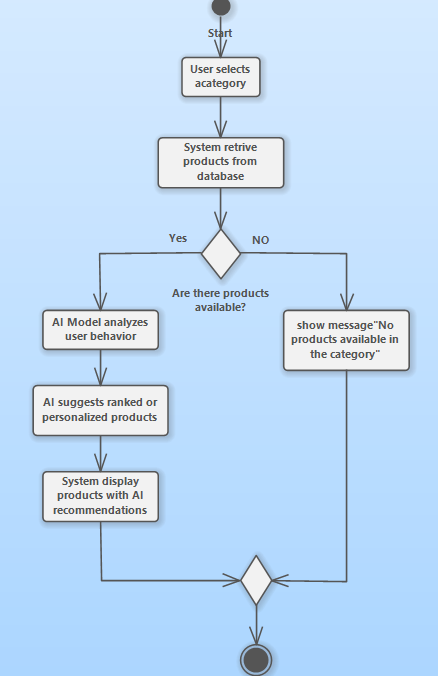 Start
User selects
acategory
System retrive
products from
database
Yes
NO
Are there products
available?
AI Model analyzes
user behavior
show message"No
products available in
the category"
AI suggests ranked or
personalized products
System display
products with AI
recommendations